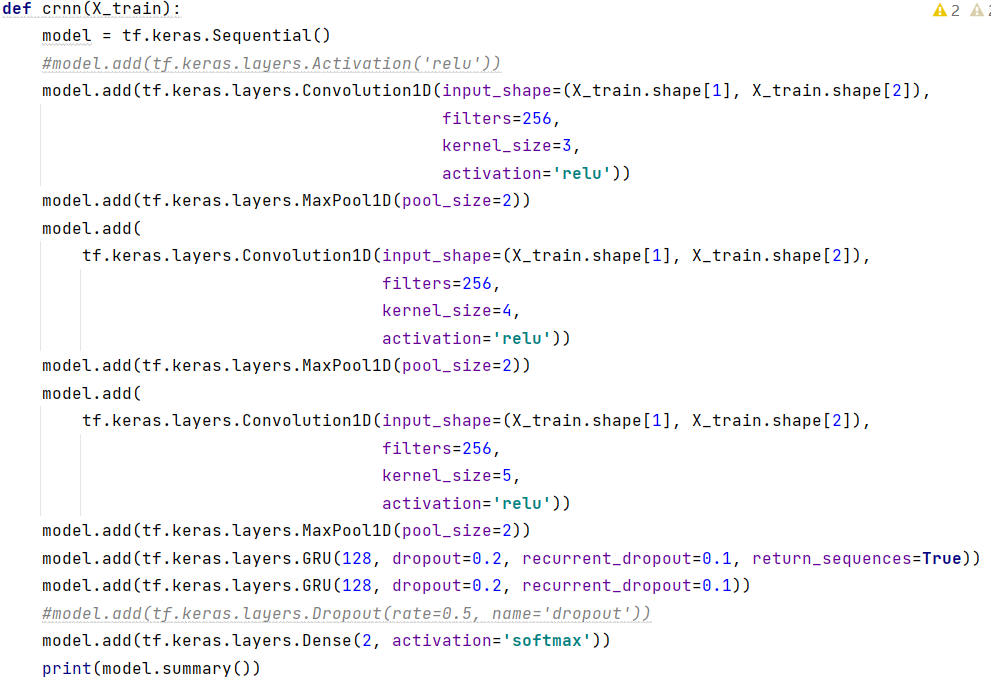 def crnn(X_train):
2
2
    model = tf.keras.Sequential()
    #model.add(tf.keras.layers.Activation('relu'))
    model.add(tf.keras.layers.Convolution1D(input_shape=(X_train.shape[1], X_train.shape[2]),
                                            filters=256,
                                            kernel_size=3,
                                            activation='relu'))
    model.add(tf.keras.layers.MaxPool1D(pool_size=2))
    model.add(
        tf.keras.layers.Convolution1D(input_shape=(X_train.shape[1], X_train.shape[2]),
                                      filters=256,
                                      kernel_size=4,
                                      activation='relu'))
    model.add(tf.keras.layers.MaxPool1D(pool_size=2))
    model.add(
        tf.keras.layers.Convolution1D(input_shape=(X_train.shape[1], X_train.shape[2]),
                                      filters=256,
                                      kernel_size=5,
                                      activation='relu'))
    model.add(tf.keras.layers.MaxPool1D(pool_size=2))
    model.add(tf.keras.layers.GRU(128, dropout=0.2, recurrent_dropout=0.1, return_sequences=True))
    model.add(tf.keras.layers.GRU(128, dropout=0.2, recurrent_dropout=0.1))
    #model.add(tf.keras.layers.Dropout(rate=0.5, name='dropout'))
    model.add(tf.keras.layers.Dense(2, activation='softmax'))
    print(model.summary())